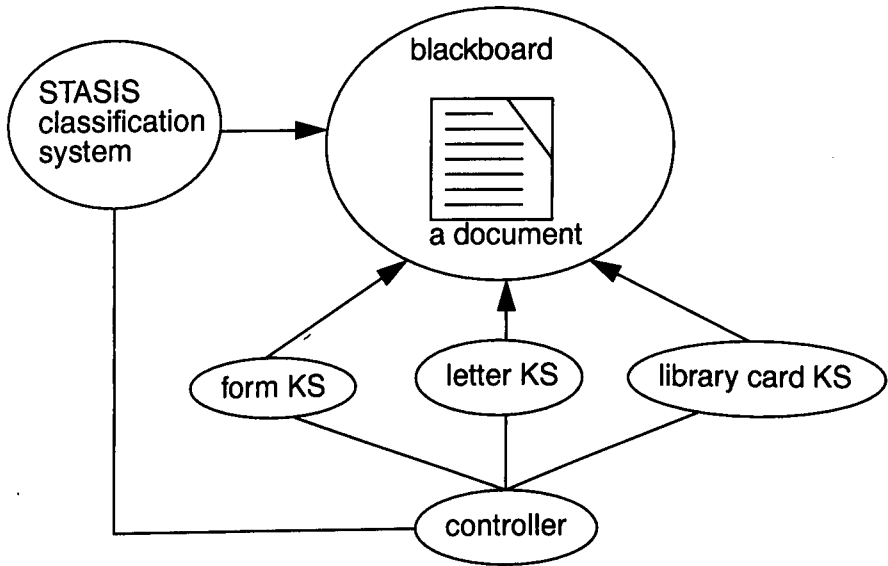 blackboard
STASIS
classification
system
a document
form KS
letter KS
library card KS
controller